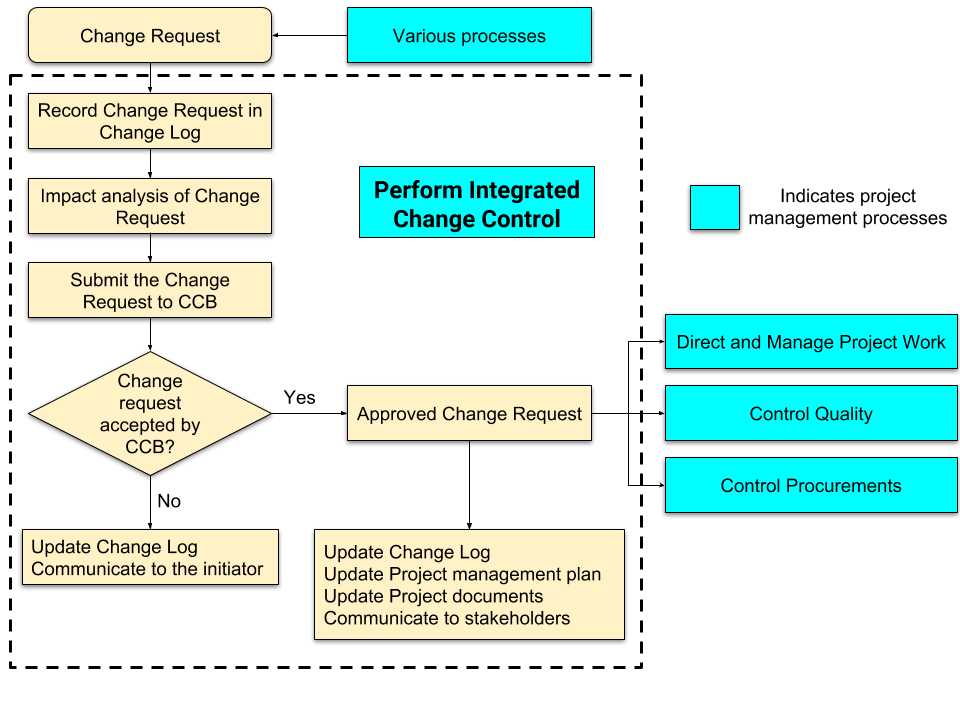 Change Request
Various processes
Record Change Request in
Change Log
Impact analysis of Change
Request
Perform Integrated
Change Control
Indicates project
management processes
Submit the Change
Request to CCB
Direct and Manage Project Work
Change
request
accepted by
CCB?
Yes
Approved Change Request
Control Quality
Control Procurements
No
Update Change Log
Communicate to the initiator
Update Change Log
Update Project management plan
Update Project documents
Communicate to stakeholders